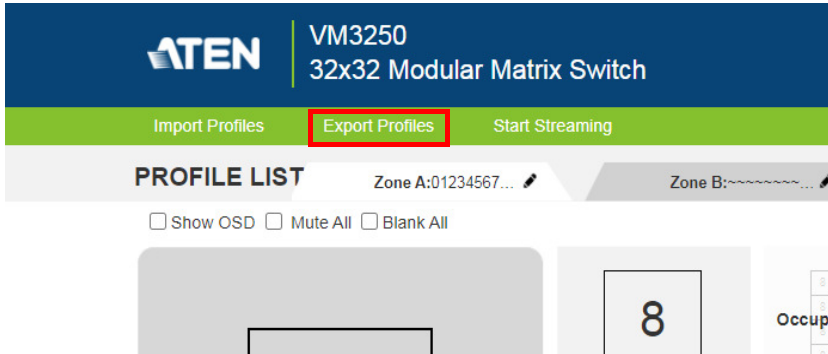 ATEN
VM3250
32x32 Modular Matrix Switch
Import Profiles Export Profiles Start Streaming
PROFILE LIST Zone A:01234567... Zone B:~~~~~~~~...
Show OSD Mute All Blank All
8